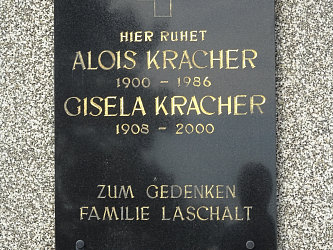 HIER RUHET
ALOIS KRACHER
1900 - 1986
GISELA KRACHER
1908 - 2000
ZUM GEDENKEN
FAMILIE LASCHALT